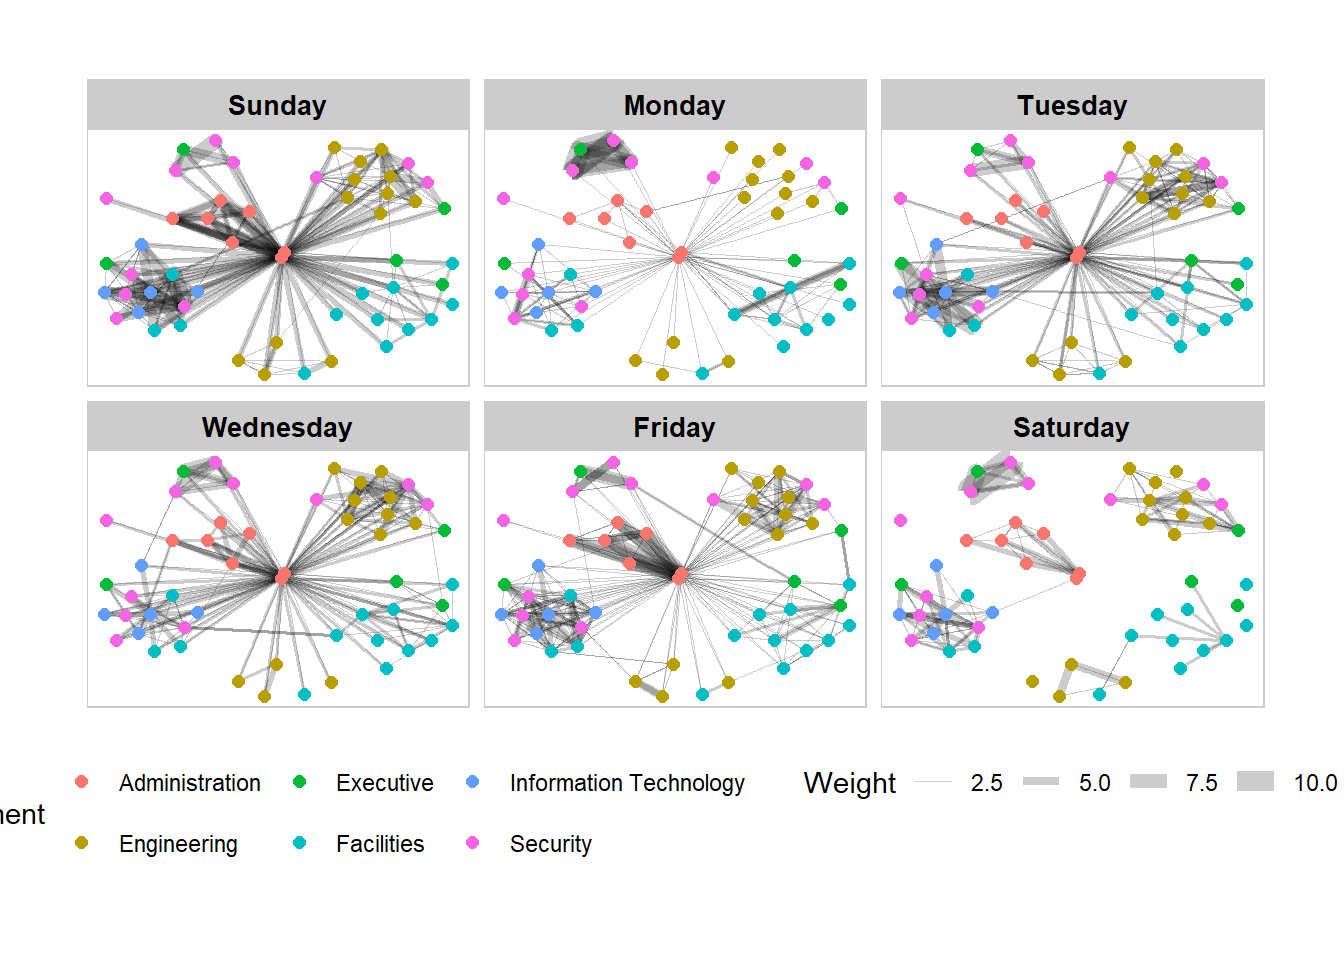 Sunday
Monday
Tuesday
Wednesday
Friday
Saturday
Administration
Executive
Information Technology
Weight
2.5
5.0
7.5
10.0
Engineering
Facilities
Security